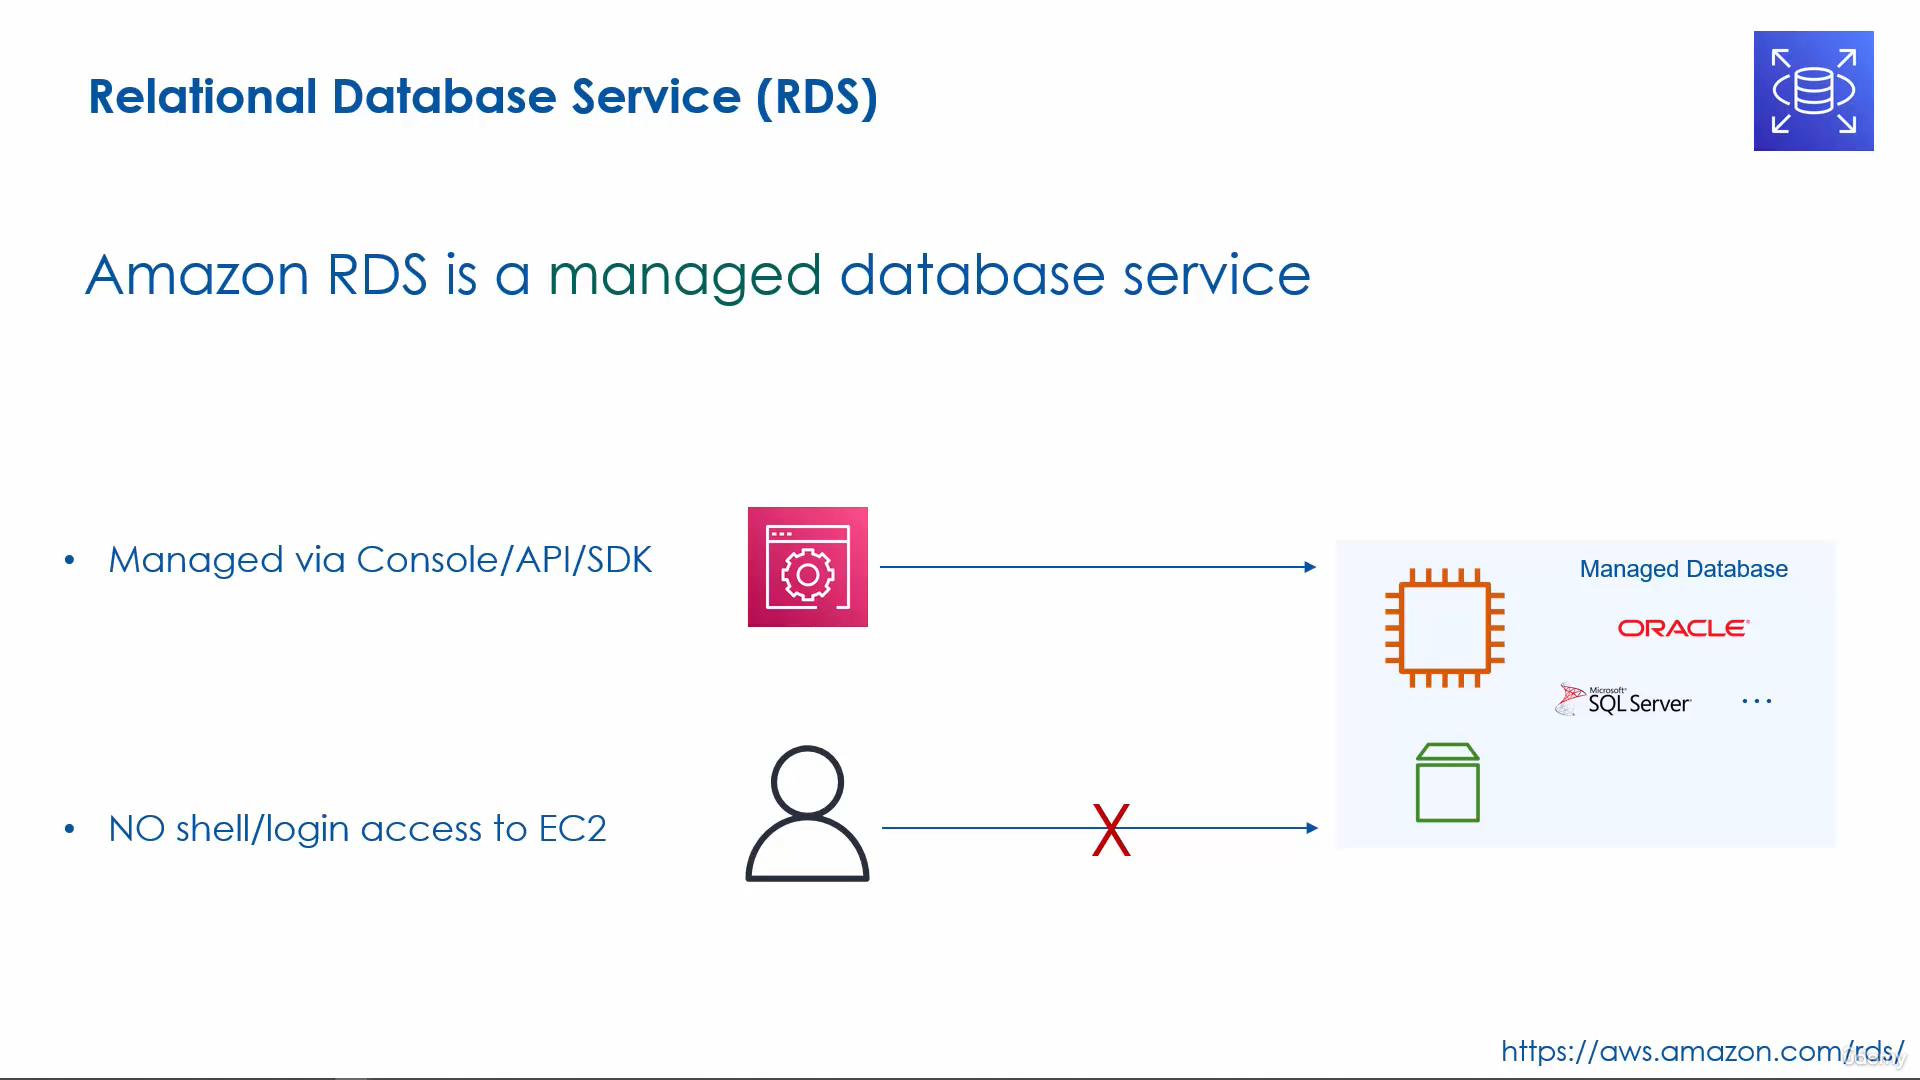 Relational Database Service (RDS)
Amazon RDS is a managed database service
• Managed via Console/API/SDK
Managed Database
ORACLE®
Microsoft®
SQL Server
...
X
• NO shell/login access to EC2
https://aws.amazon.com/rds/
Udemy